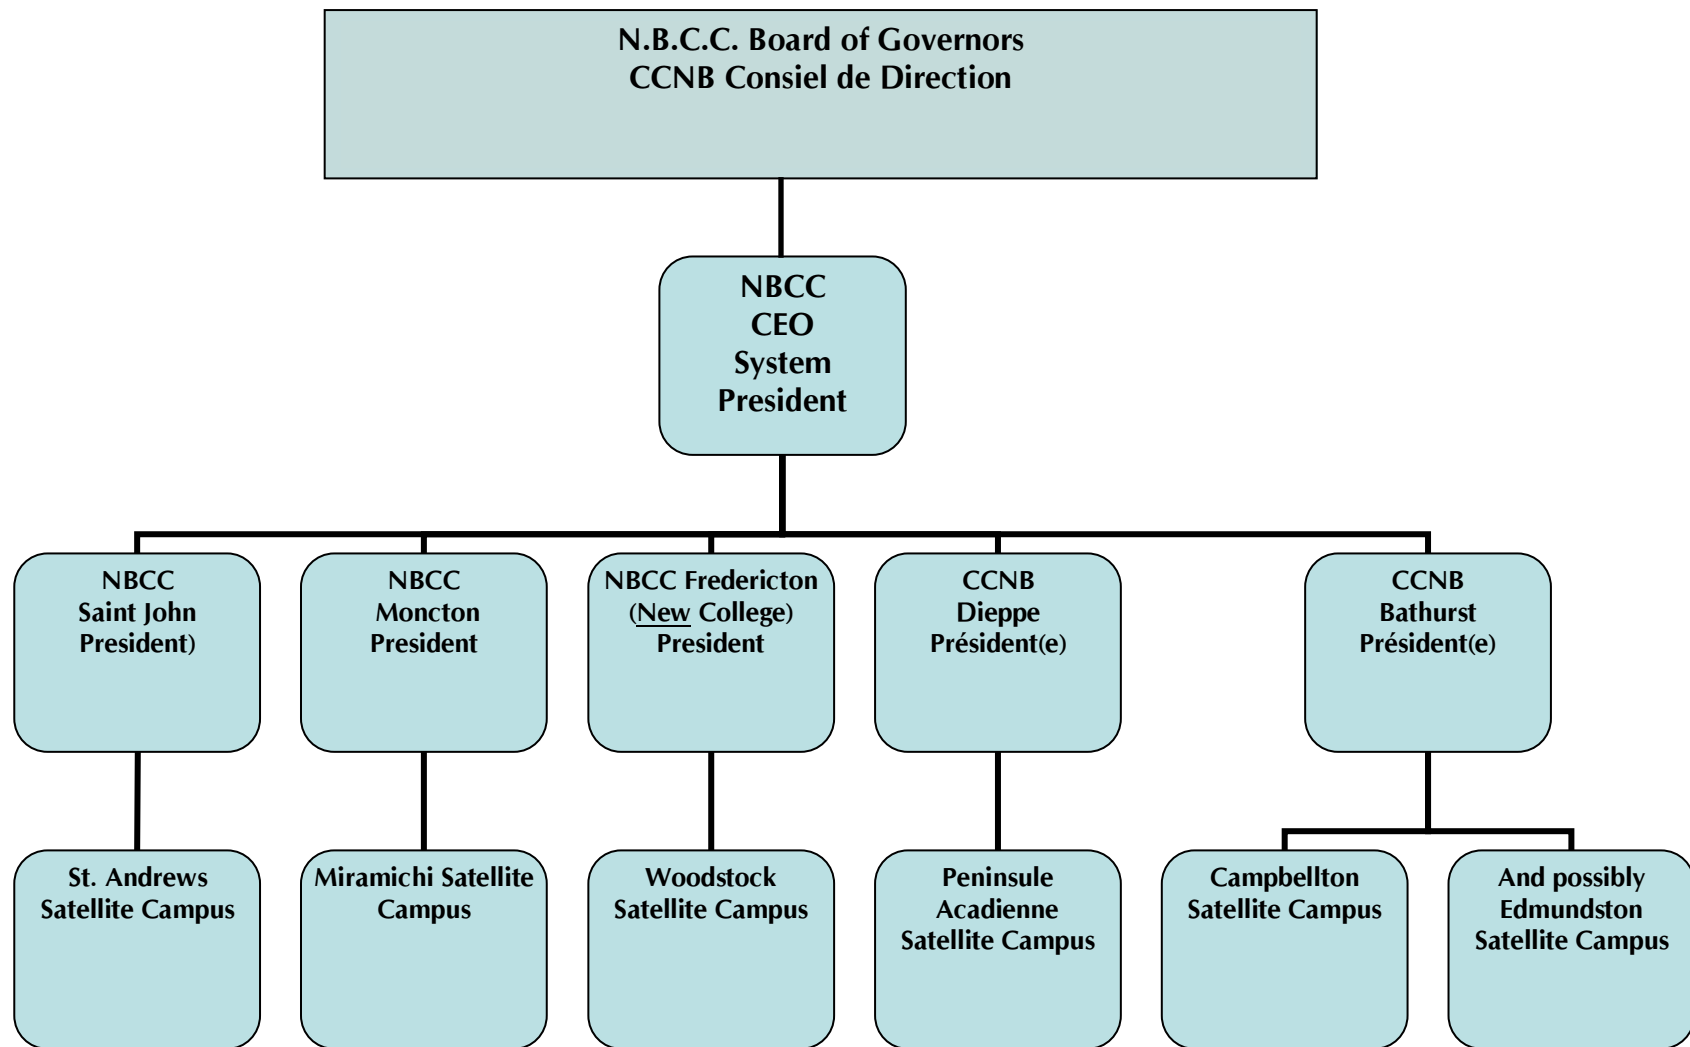 N.B.C.C. Board of Governors
CCNB Consiel de Direction
NBCC
CEO
System
President
NBCC
Saint John
President)
NBCC
Moncton
President
NBCC Fredericton
(New College)
President
CCNB
Dieppe
Président(e)
CCNB
Bathurst
Président(e)
St. Andrews
Satellite Campus
Miramichi Satellite
Campus
Woodstock
Satellite Campus
Peninsule
Acadienne
Satellite Campus
Campbellton
Satellite Campus
And possibly
Edmundston
Satellite Campus